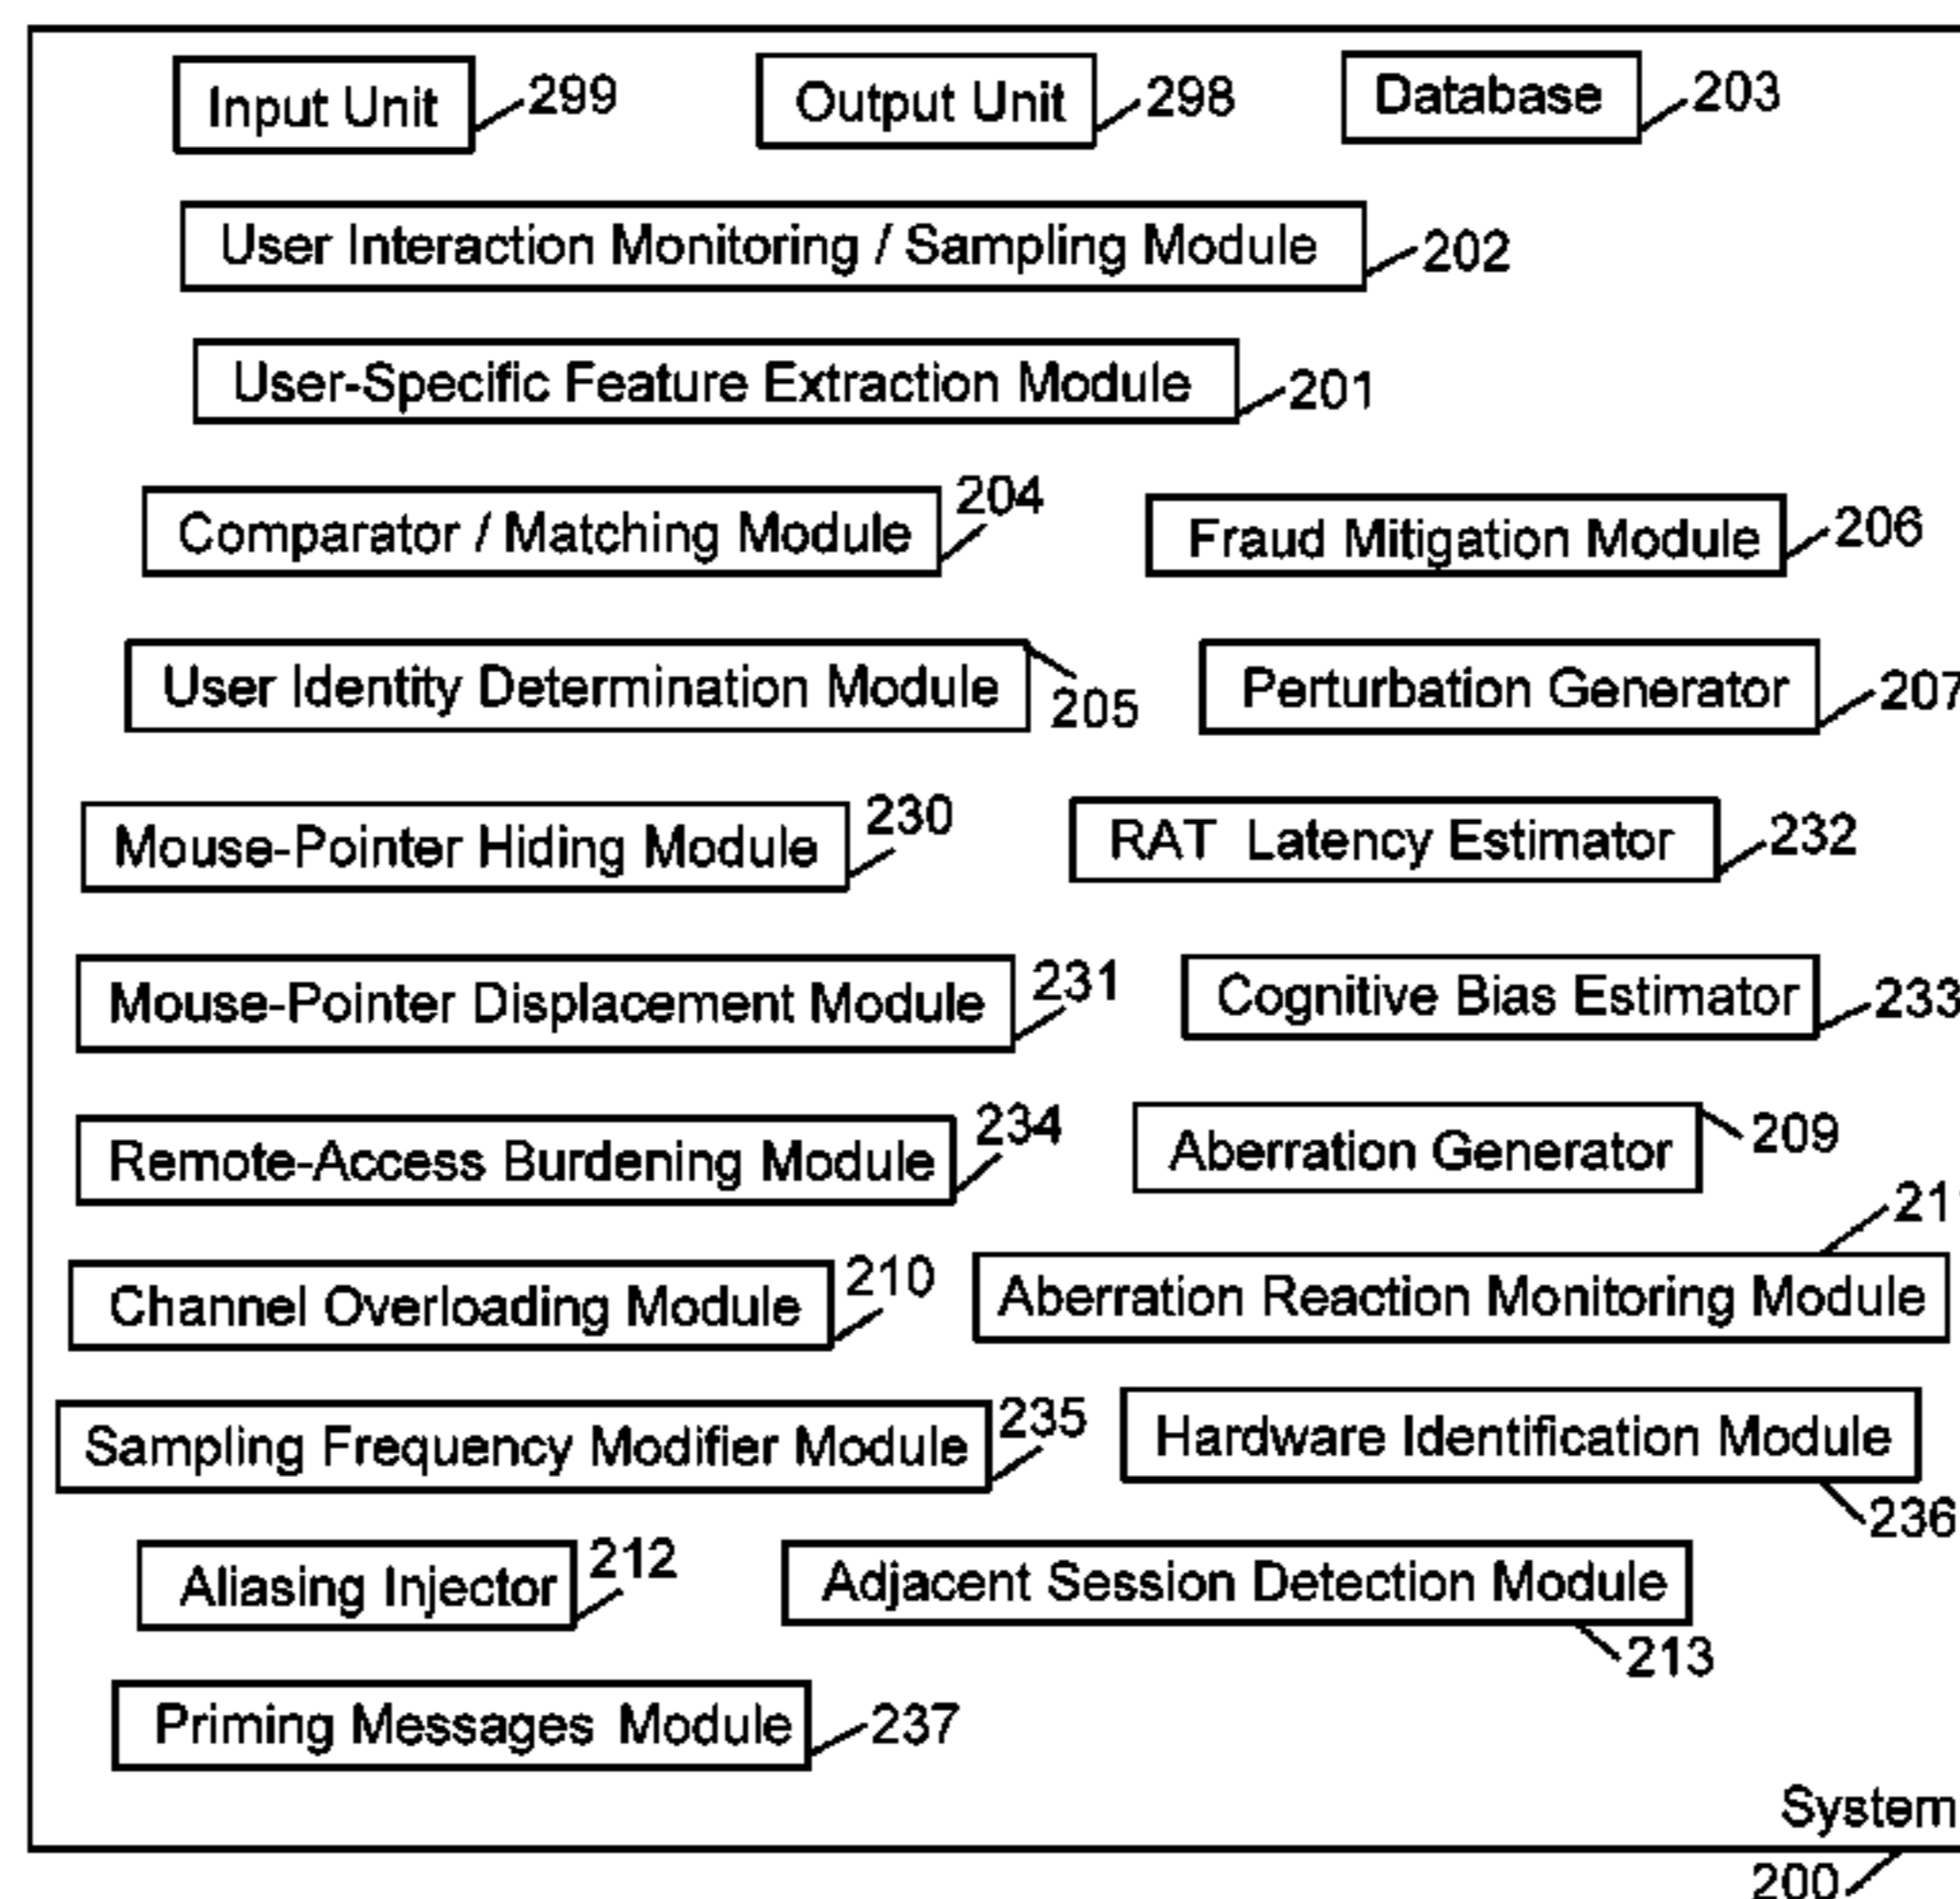 Input Unit 299 Output Unit 298 Database 203
User Interaction Monitoring / Sampling Module 202
User-Specific Feature Extraction Module 201
Comparator / Matching Module 204 Fraud Mitigation Module 206
User Identity Determination Module 205 Perturbation Generator 207
Mouse-Pointer Hiding Module 230 RAT Latency Estimator 232
Mouse-Pointer Displacement Module 231 Cognitive Bias Estimator 233
Remote-Access Burdening Module 234 Aberration Generator 209
Channel Overloading Module 210 Aberration Reaction Monitoring Module
Sampling Frequency Modifier Module 235 Hardware Identification Module 236
Aliasing Injector 212 Adjacent Session Detection Module 213
Priming Messages Module 237
System
200